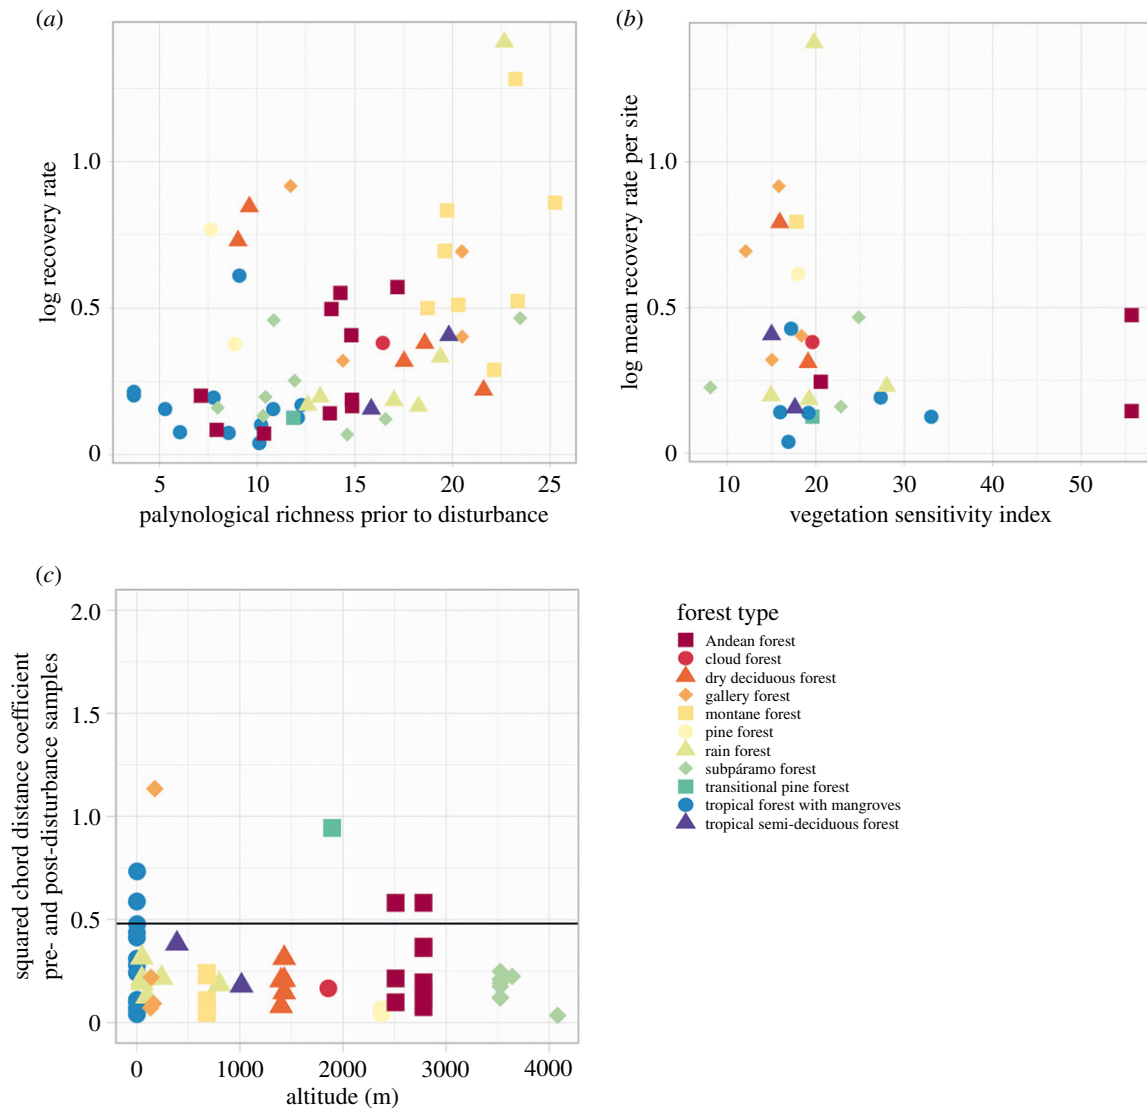 (a)
log recovery rate
1.0
0.5
0
5 10 15 20 25
palynological richness prior to disturbance
(b)
log mean recovery rate per site
1.0
0.5
0
10 20 30 40 50
vegetation sensitivity index
(c)
squared chord distance coefficient
pre- and post-disturbance samples
2.0
1.5
1.0
0.5
0
0 1000 2000 3000 4000
altitude (m)
forest type
Andean forest
cloud forest
dry deciduous forest
gallery forest
montane forest
pine forest
rain forest
subpáramo forest
transitional pine forest
tropical forest with mangroves
tropical semi-deciduous forest